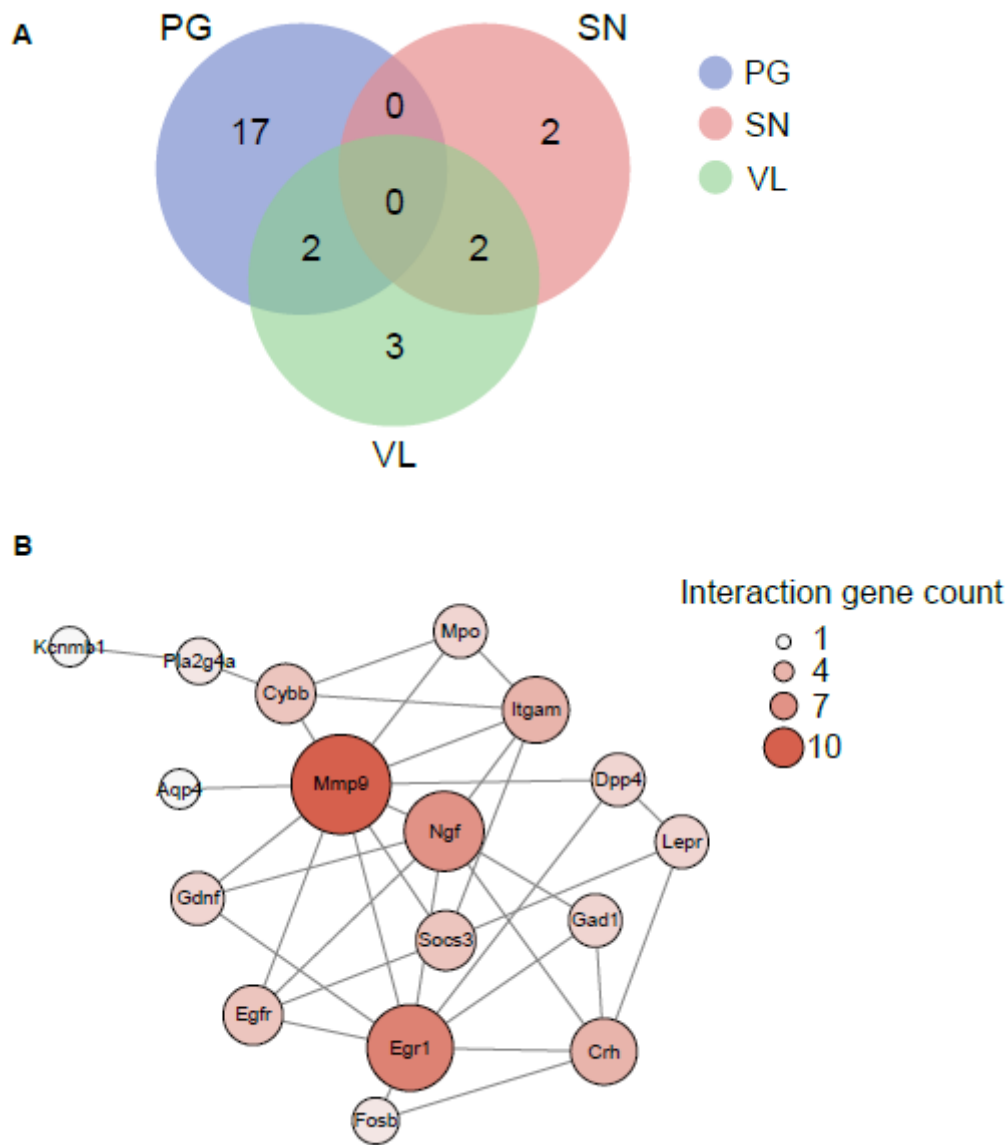 A
PG
SN
17
0
2
0
2
2
3
VL
PG
SN
VL
B
Interaction gene count
1
4
7
10
Kcnmb1
Pla2g4a
Cybb
Mpo
Itgam
Aqp4
Mmp9
Dpp4
Ngf
Lepr
Gdnf
Socs3
Gad1
Egfr
Egr1
Crh
Fosb